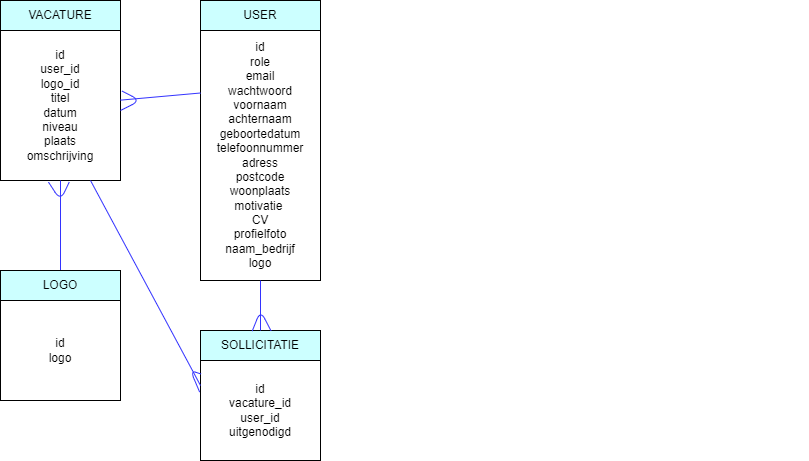 VACATURE
id
user_id
logo_id
titel
datum
niveau
plaats
omschrijving
USER
id
role
email
wachtwoord
voornaam
achternaam
geboortedatum
telefoonnummer
adress
postcode
woonplaats
motivatie
CV
profielfoto
naam_bedrijf
logo
LOGO
id
logo
SOLLICITATIE
id
vacature_id
user_id
uitgenodigd